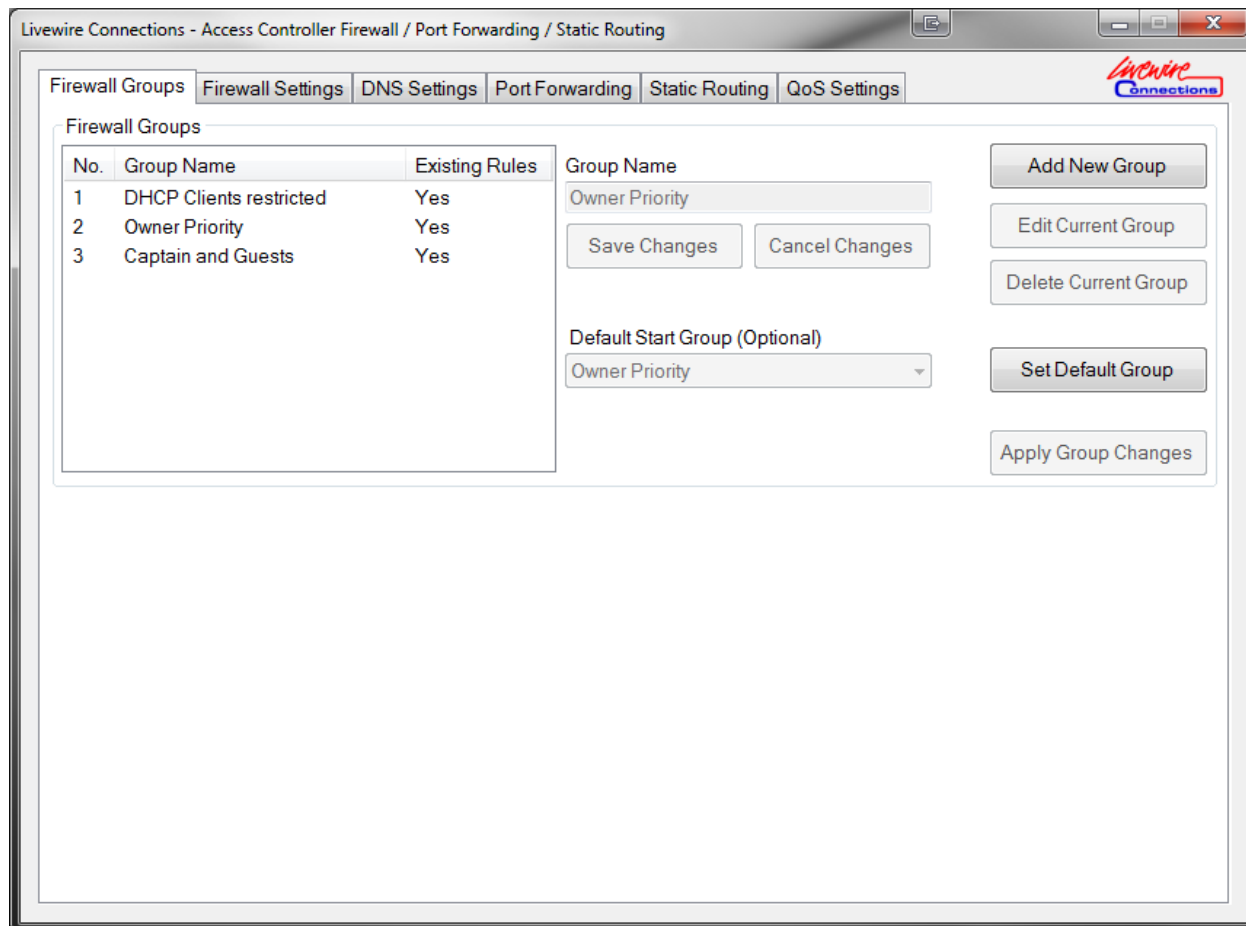 Livewire Connections - Access Controller Firewall / Port Forwarding / Static Routing
Livewire
Connections
Firewall Groups Firewall Settings DNS Settings Port Forwarding Static Routing QoS Settings
Firewall Groups
No. Group Name Existing Rules
1 DHCP Clients restricted Yes
2 Owner Priority Yes
3 Captain and Guests Yes
Group Name
Owner Priority
Save Changes Cancel Changes
Default Start Group (Optional)
Owner Priority
Add New Group
Edit Current Group
Delete Current Group
Set Default Group
Apply Group Changes